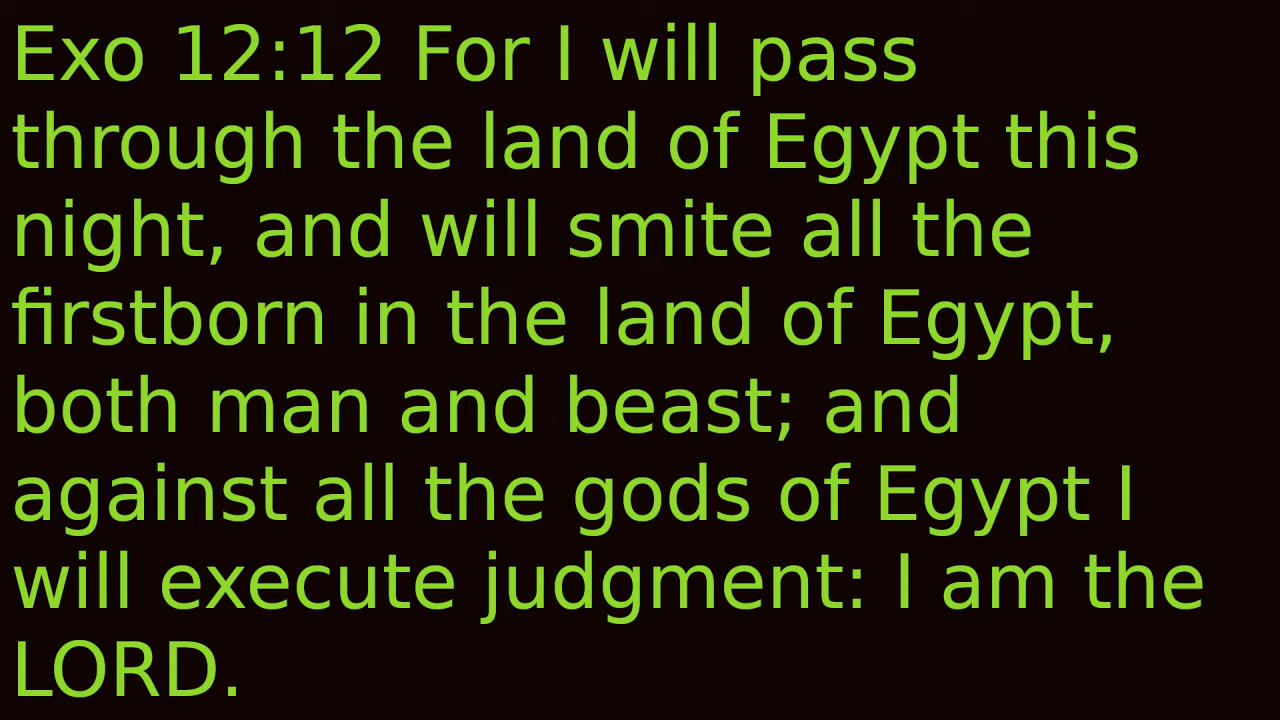 Exo 12:12 For I will pass
through the land of Egypt this
night, and will smite all the
firstborn in the land of Egypt,
both man and beast; and
against all the gods of Egypt I
will execute judgment: I am the
LORD.